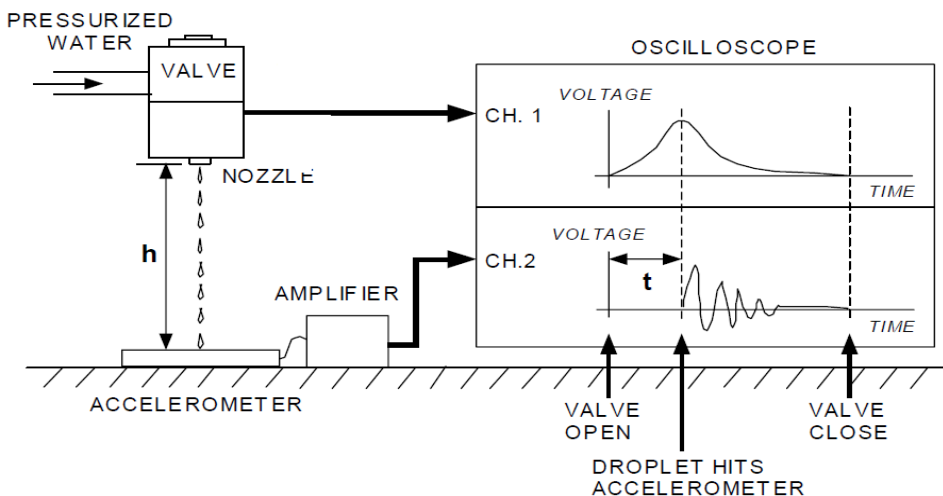 PRESSURIZED
WATER
VALVE
NOZZLE
h
AMPLIFIER
ACCELEROMETER
OSCILLOSCOPE
CH. 1
VOLTAGE
TIME
CH.2
VOLTAGE
t
TIME
VALVE
OPEN
DROPLET HITS
ACCELEROMETER
VALVE
CLOSE